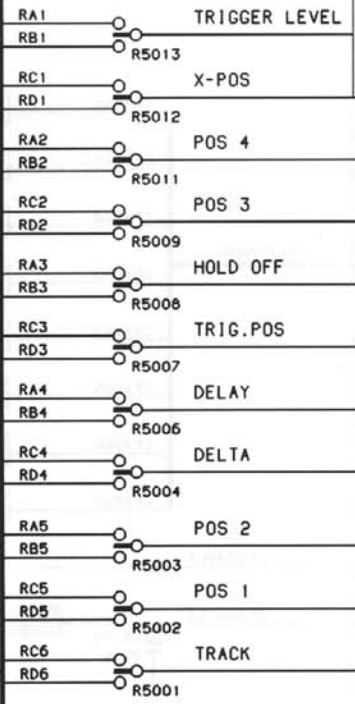 RA1 TRIGGER LEVEL
RB1
R5013
RC1 X-POS
RD1
R5012
RA2 POS 4
RB2
R5011
RC2 POS 3
RD2
R5009
RA3 HOLD OFF
RB3
R5008
RC3 TRIG.POS
RD3
R5007
RA4 DELAY
RB4
R5006
RC4 DELTA
RD4
R5004
RA5 POS 2
RB5
R5003
RC5 POS 1
RD5
R5002
RC6 TRACK
RD6
R5001